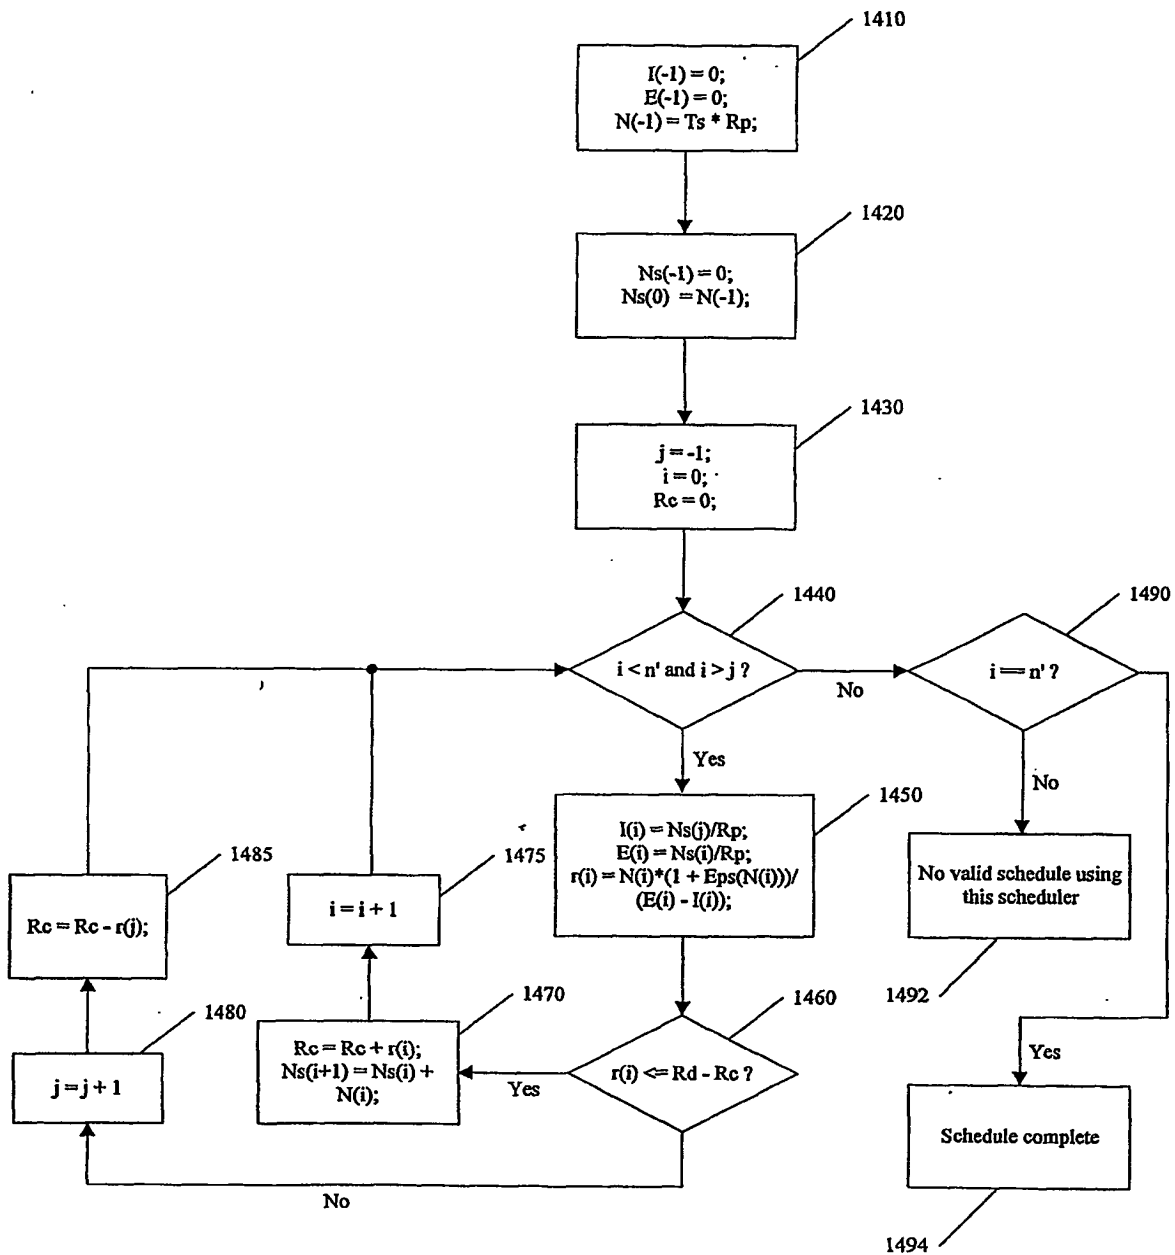 1410
I(-1) = 0;
E(-1) = 0;
N(-1) = Ts * Rp;
1420
Ns(-1) = 0;
Ns(0) = N(-1);
1430
j = -1;
i = 0;
Rc = 0;
1440
i < n' and i > j ?
No
Yes
1490
i == n' ?
No
Yes
1450
I(i) = Ns(j)/Rp;
E(i) = Ns(i)/Rp;
r(i) = N(i)*(1 + Eps(N(i)))/
(E(i) - I(i));
1485
Rc = Rc - r(j);
1475
i = i + 1
No valid schedule using
this scheduler
1492
1480
j = j + 1
1470
Rc = Rc + r(i);
Ns(i+1) = Ns(i) +
N(i);
1460
r(i) <= Rd - Rc ?
Yes
No
Schedule complete
1494